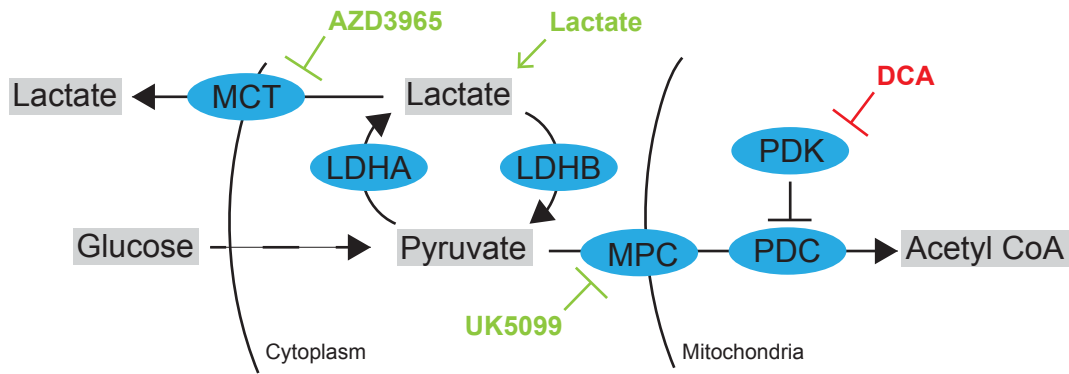 AZD3965
Lactate
DCA
Lactate
MCT
Lactate
PDK
LDHA
LDHB
Glucose
Pyruvate
MPC
PDC
Acetyl CoA
UK5099
Cytoplasm
Mitochondria